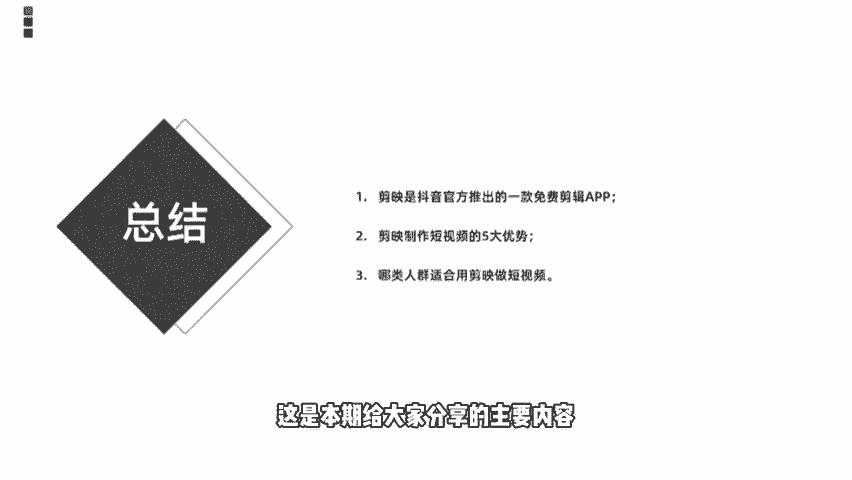 总结
1. 剪映是抖音官方推出的一款免费剪辑APP；
2. 剪映制作短视频的5大优势；
3. 哪类人群适合用剪映做短视频。
这是本期给大家分享的主要内容